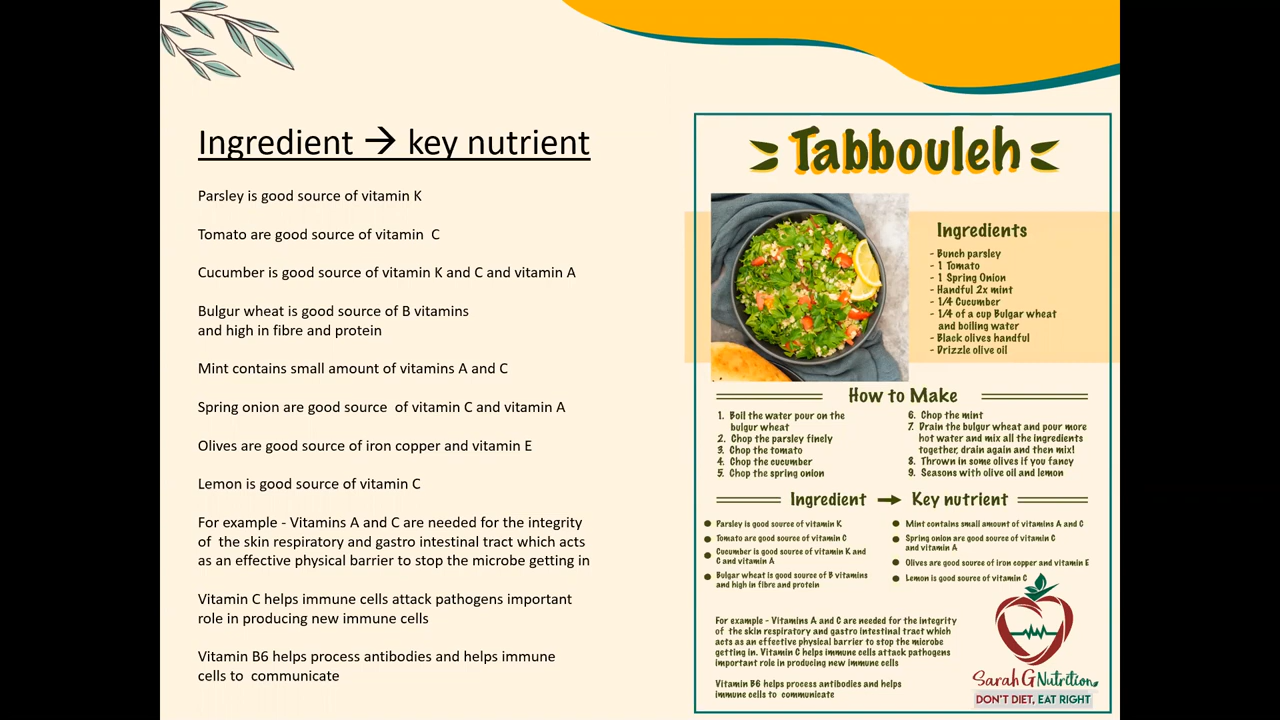 Ingredient → key nutrient
Parsley is good source of vitamin K
Tomato are good source of vitamin C
Cucumber is good source of vitamin K and C and vitamin A
Bulgur wheat is good source of B vitamins
and high in fibre and protein
Mint contains small amount of vitamins A and C
Spring onion are good source of vitamin C and vitamin A
Olives are good source of iron copper and vitamin E
Lemon is good source of vitamin C
For example - Vitamins A and C are needed for the integrity
of the skin respiratory and gastro intestinal tract which acts
as an effective physical barrier to stop the microbe getting in
Vitamin C helps immune cells attack pathogens important
role in producing new immune cells
Vitamin B6 helps process antibodies and helps immune
cells to communicate
Tabbouleh
Ingredients
- Bunch parsley
- 1 Tomato
- 1 Spring Onion
- Handful 2x mint
- 1/4 Cucumber
- 1/4 of a cup Bulgar wheat
and boiling water
- Black olives handful
- Drizzle olive oil
How to Make
1. Boil the water pour on the
bulgur wheat
2. Chop the parsley finely
3. Chop the tomato
4. Chop the cucumber
5. Chop the spring onion
6. Chop the mint
7. Drain the bulgur wheat and pour more
hot water and mix all the ingredients
together, drain again and then mix!
8. Thrown in some olives if you fancy
9. Seasons with olive oil and lemon
Ingredient → Key nutrient
Parsley is good source of vitamin K
Tomato are good source of vitamin C
Cucumber is good source of vitamin K and
C and vitamin A
Bulgar wheat is good source of B vitamins
and high in fibre and protein
Mint contains small amount of vitamins A and C
Spring onion are good source of vitamin C
and vitamin A
Olives are good source of iron copper and vitamin E
Lemon is good source of vitamin C
For example - Vitamins A and C are needed for the integrity
of the skin respiratory and gastro intestinal tract which
acts as an effective physical barrier to stop the microbe
getting in. Vitamin C helps immune cells attack pathogens
important role in producing new immune cells
Vitamin B6 helps process antibodies and helps
immune cells to communicate
Sarah G Nutrition
DON'T DIET, EAT RIGHT